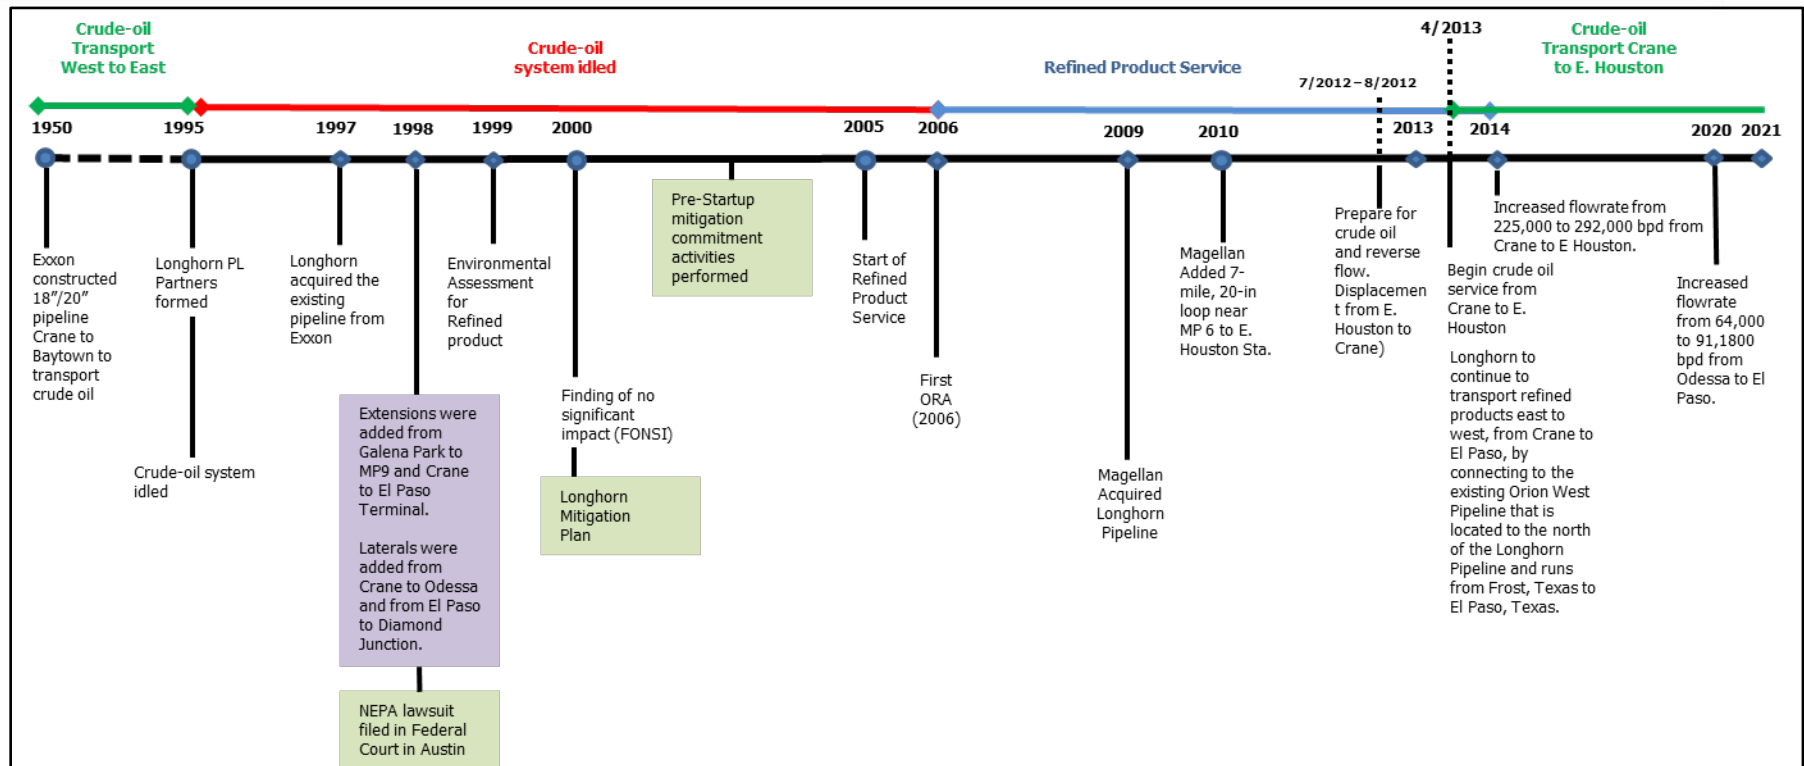 Crude-oil
Transport
West to East
Crude-oil
system idled
Refined Product Service
7/2012–8/2012
4/2013
Crude-oil
Transport Crane
to E. Houston
1950
1995
1997
1998
1999
2000
2005
2006
2009
2010
2013
2014
2020
2021
Exxon
constructed
18”/20”
pipeline
Crane to
Baytown to
transport
crude oil
Longhorn PL
Partners
formed
Crude-oil system
idled
Longhorn
acquired the
existing
pipeline from
Exxon
Extensions were
added from
Galena Park to
MP9 and Crane
to El Paso
Terminal.
Laterals were
added from
Crane to Odessa
and from El Paso
to Diamond
Junction.
NEPA lawsuit
filed in Federal
Court in Austin
Environmental
Assessment
for
Refined
product
Finding of no
significant
impact (FONSI)
Longhorn
Mitigation
Plan
Pre-Startup
mitigation
commitment
activities
performed
Start of
Refined
Product
Service
First
ORA
(2006)
Magellan
Acquired
Longhorn
Pipeline
Magellan
Added 7-
mile, 20-in
loop near
MP 6 to E.
Houston Sta.
Prepare for
crude oil
and reverse
flow.
Displacemen
t from E.
Houston to
Crane)
Begin crude oil
service from
Crane to E.
Houston
Longhorn to
continue to
transport refined
products east to
west, from Crane to
El Paso, by
connecting to the
existing Orion West
Pipeline that is
located to the north
of the Longhorn
Pipeline and runs
from Frost, Texas to
El Paso, Texas.
Increased flowrate from
225,000 to 292,000 bpd from
Crane to E Houston.
Increased
flowrate
from 64,000
to 91,1800
bpd from
Odessa to El
Paso.